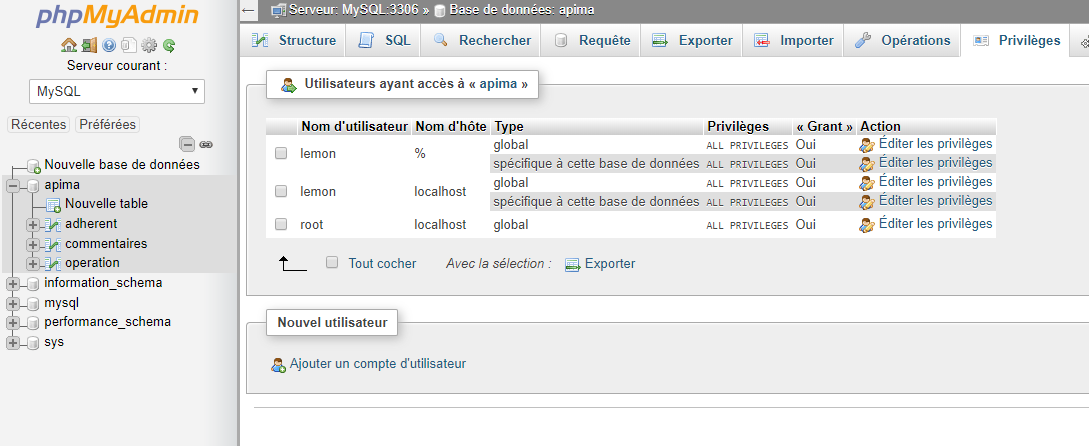 phpMyAdmin
Serveur courant :
MySQL
Récentes Préférées
Nouvelle base de données
apima
Nouvelle table
adherent
commentaires
operation
information_schema
mysql
performance_schema
sys
Serveur: MySQL:3306 » Base de données: apima
Structure SQL Rechercher Requête Exporter Importer Opérations Privilèges
Utilisateurs ayant accès à « apima »
Nom d'utilisateur Nom d'hôte Type Privilèges « Grant » Action
lemon % global ALL PRIVILEGES Oui Éditer les privilèges
spécifique à cette base de données ALL PRIVILEGES Oui Éditer les privilèges
lemon localhost global ALL PRIVILEGES Oui Éditer les privilèges
spécifique à cette base de données ALL PRIVILEGES Oui Éditer les privilèges
root localhost global ALL PRIVILEGES Oui Éditer les privilèges
Tout cocher Avec la sélection : Exporter
Nouvel utilisateur
Ajouter un compte d'utilisateur